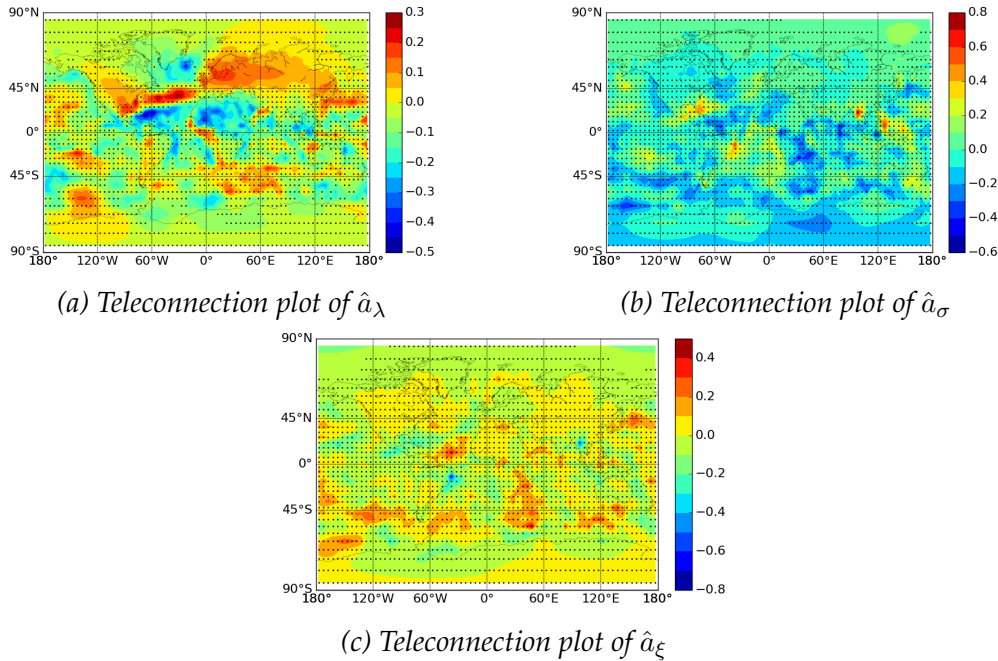 90°N
45°N
0°
45°S
90°S
180° 120°W 60°W 0° 60°E 120°E 180°
0.3
0.2
0.1
0.0
−0.1
−0.2
−0.3
−0.4
−0.5
(a) Teleconnection plot of â_λ
90°N
45°N
0°
45°S
90°S
180° 120°W 60°W 0° 60°E 120°E 180°
0.8
0.6
0.4
0.2
0.0
−0.2
−0.4
−0.6
(b) Teleconnection plot of â_σ
90°N
45°N
0°
45°S
90°S
180° 120°W 60°W 0° 60°E 120°E 180°
0.4
0.2
0.0
−0.2
−0.4
−0.6
−0.8
(c) Teleconnection plot of â_ξ